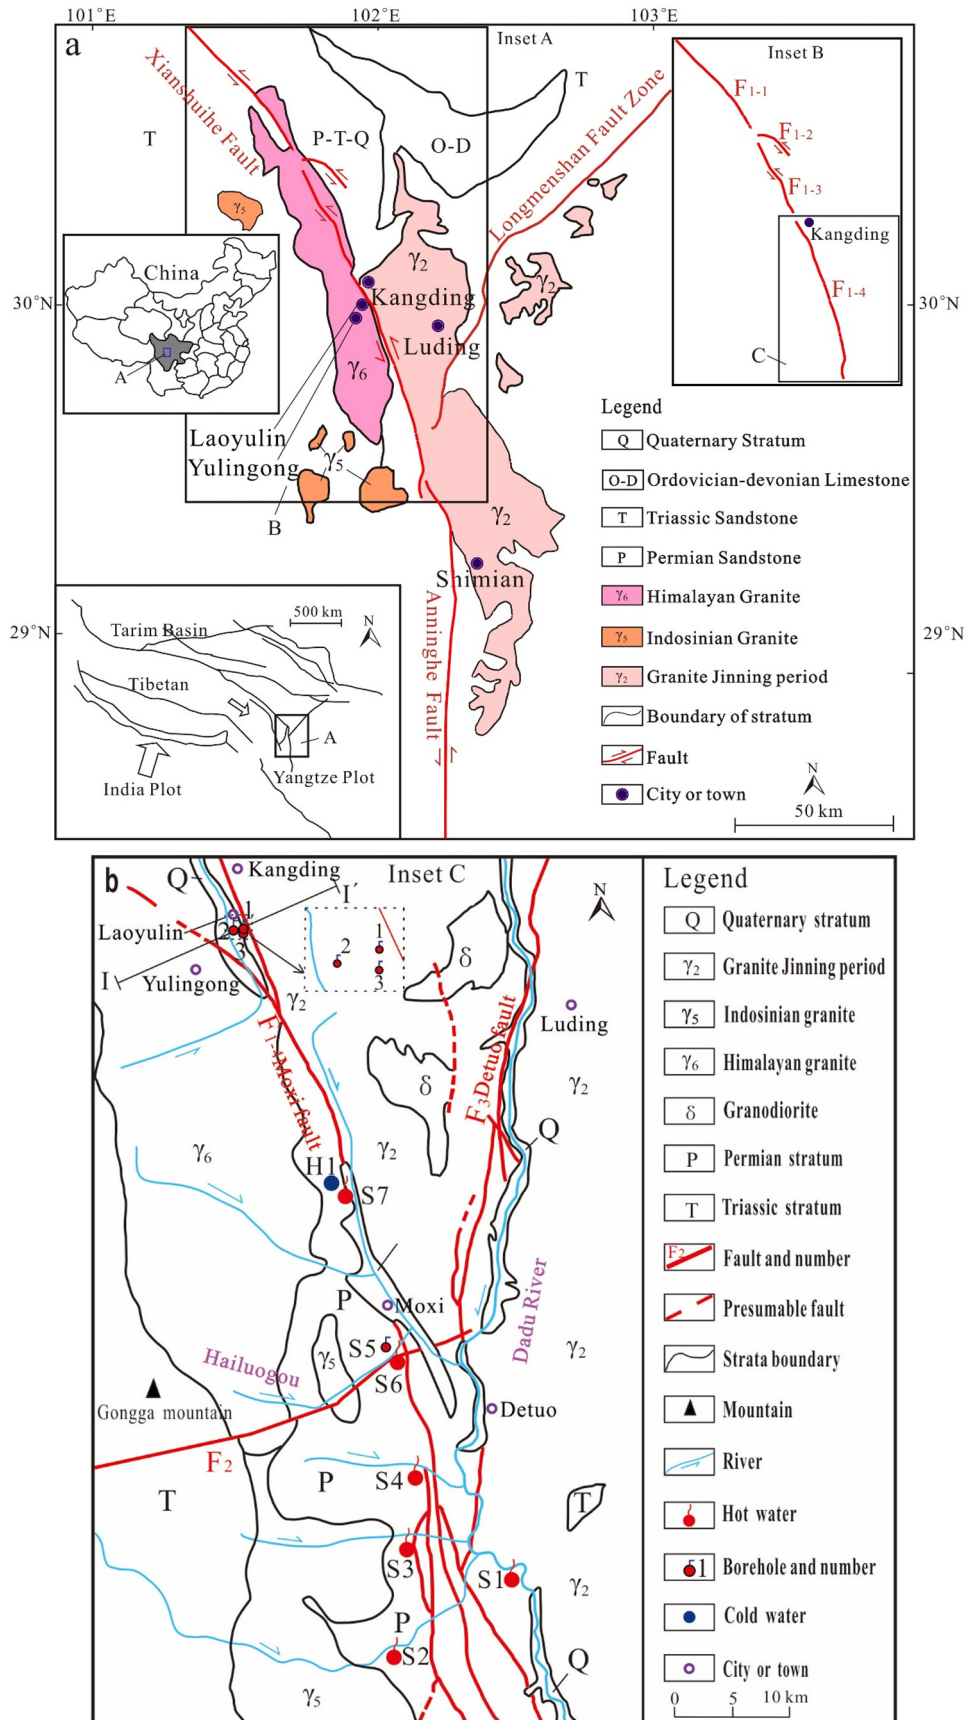 101°E
102°E
103°E
a
Inset A
Inset B
Xianshuihe Fault
T
T
P-T-Q
O-D
Longmenshan Fault Zone
F1-1
F1-2
F1-3
γ5
Kangding
China
γ2
γ2
30°N
30°N
Kangding
F1-4
Luding
A
γ6
C
Legend
Laoyulin
Q Quaternary Stratum
Yulingong
γ5
O-D Ordovician-devonian Limestone
γ2
T Triassic Sandstone
B
P Permian Sandstone
Shimian
γ6 Himalayan Granite
500 km
N
Tarim Basin
29°N
29°N
Anninghe Fault
γ5 Indosinian Granite
Tibetan
γ2 Granite Jinning period
Boundary of stratum
A
Fault
Yangtze Plot
India Plot
City or town
N
50 km
b
Q
Kangding
Inset C
I′
N
1
Laoyulin
2
3
1
2
3
δ
I
Yulingong
γ2
Luding
F1-4Moxi fault
F3Detuo fault
δ
γ2
γ6
γ2
Q
H1
S7
P
Moxi
Dadu River
S5
γ5
γ2
Hailuogou
S6
Gongga mountain
Detuo
F2
T
P
S4
T
S3
S1
γ2
P
S2
Q
γ5
Legend
Q Quaternary stratum
γ2 Granite Jinning period
γ5 Indosinian granite
γ6 Himalayan granite
δ Granodiorite
P Permian stratum
T Triassic stratum
F2 Fault and number
Presumable fault
Strata boundary
Mountain
River
Hot water
1 Borehole and number
Cold water
City or town
0 5 10 km